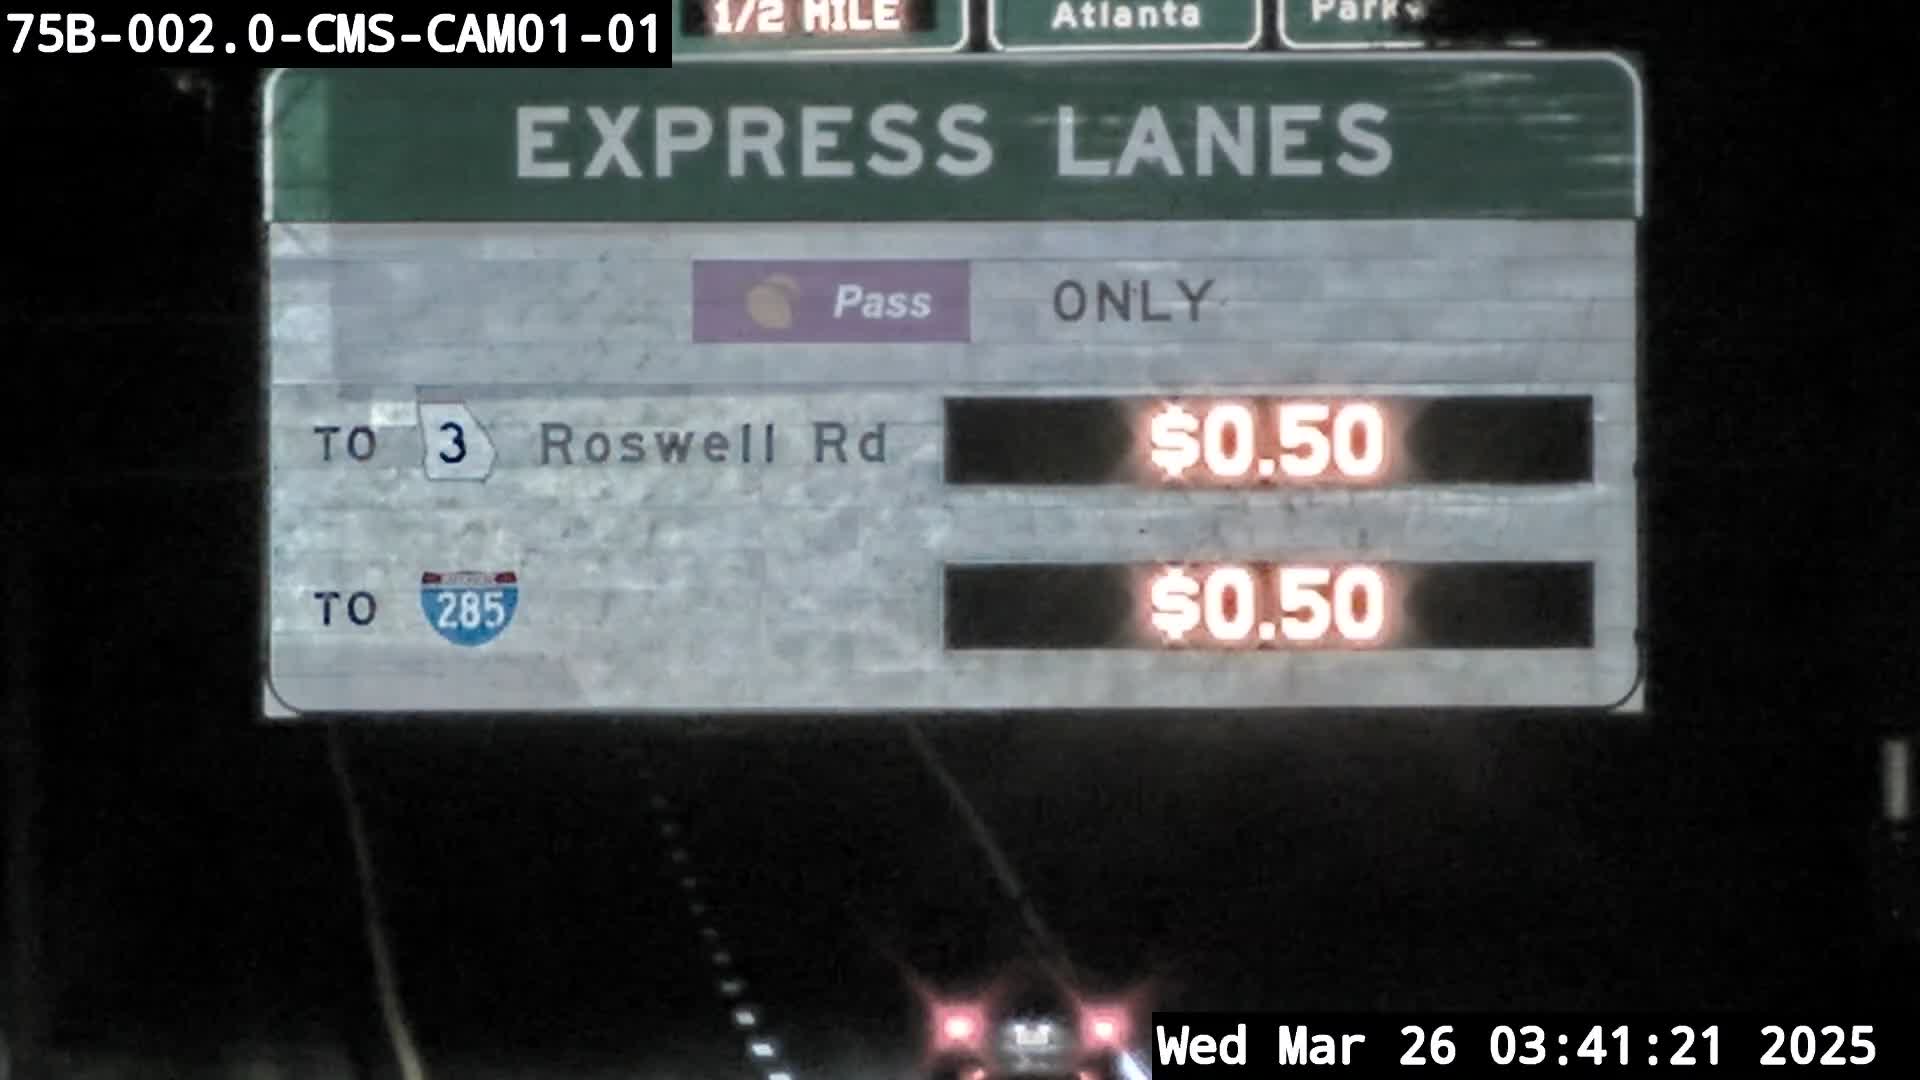 75B-002.0-CMS-CAM01-01
1/2 MILE
Atlanta
EXPRESS LANES
Pass ONLY
TO 3 Roswell Rd $0.50
TO 285 $0.50
Wed Mar 26 03:41:21 2025